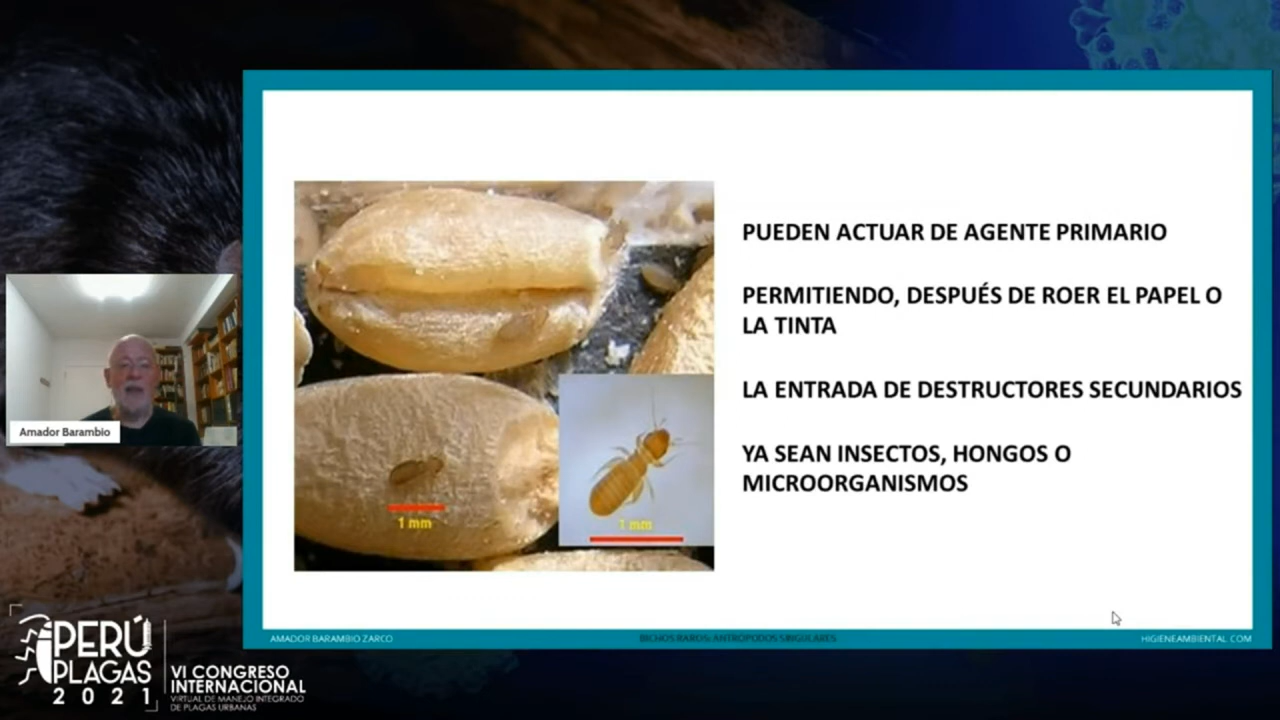 PUEDEN ACTUAR DE AGENTE PRIMARIO
PERMITIENDO, DESPUÉS DE ROER EL PAPEL O
LA TINTA
LA ENTRADA DE DESTRUCTORES SECUNDARIOS
YA SEAN INSECTOS, HONGOS O
MICROORGANISMOS
1 mm
1 mm
Amador Barambio
AMADOR BARAMBIO ZARCO
BICHOS RAROS: ANTROPODOS SINGULARES
HIGIENEAMBIENTAL.COM
PERÚ
PLAGAS
2021
VI CONGRESO
INTERNACIONAL
VIRTUAL DE MANEJO INTEGRADO
DE PLAGAS URBANAS